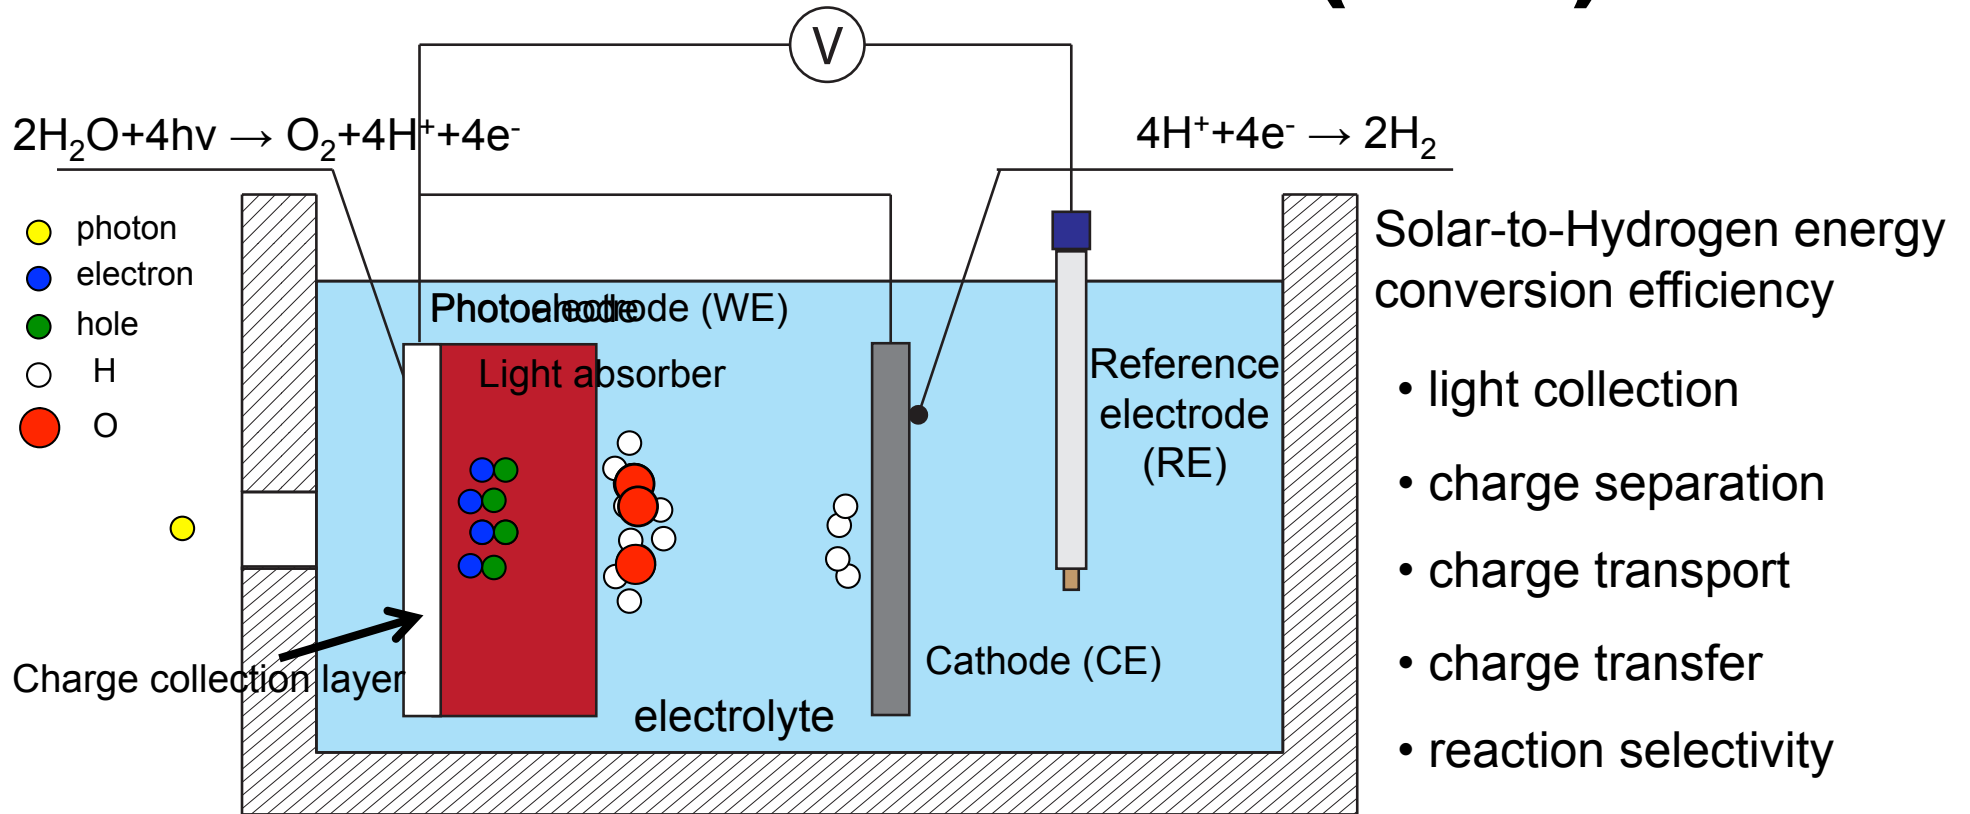 V
2H₂O+4hv → O₂+4H⁺+4e⁻
4H⁺+4e⁻ → 2H₂
photon
electron
hole
H
O
Photoelectrode (WE)
Photoanode
Light absorber
Reference
electrode
(RE)
Charge collection layer
Cathode (CE)
electrolyte
Solar-to-Hydrogen energy
conversion efficiency
• light collection
• charge separation
• charge transport
• charge transfer
• reaction selectivity